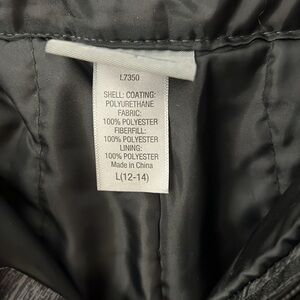 L7350
SHELL: COATING:
POLYURETHANE
FABRIC:
100% POLYESTER
FIBERFILL:
100% POLYESTER
LINING:
100% POLYESTER
Made in China
L(12-14)